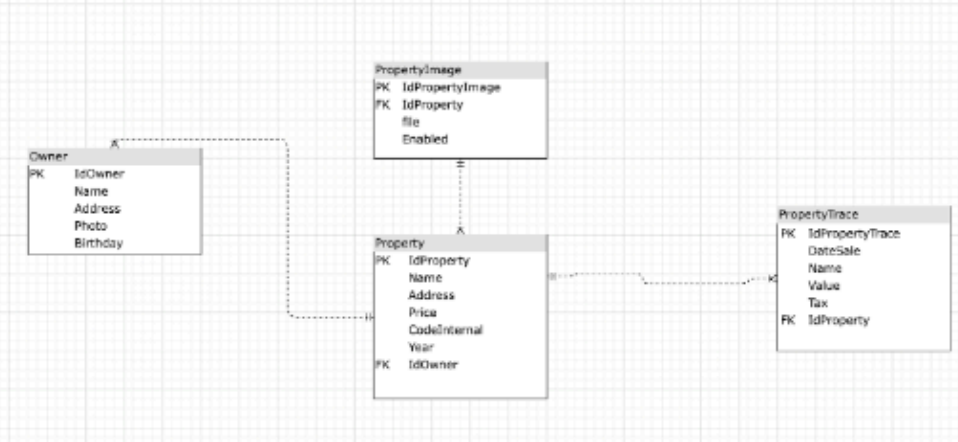 PropertyImage
PK IdPropertyImage
FK IdProperty
file
Enabled
Owner
PK IdOwner
Name
Address
Photo
Birthday
Property
PK IdProperty
Name
Address
Price
CodeInternal
Year
FK IdOwner
PropertyTrace
PK IdPropertyTrace
DateSale
Name
Value
Tax
FK IdProperty